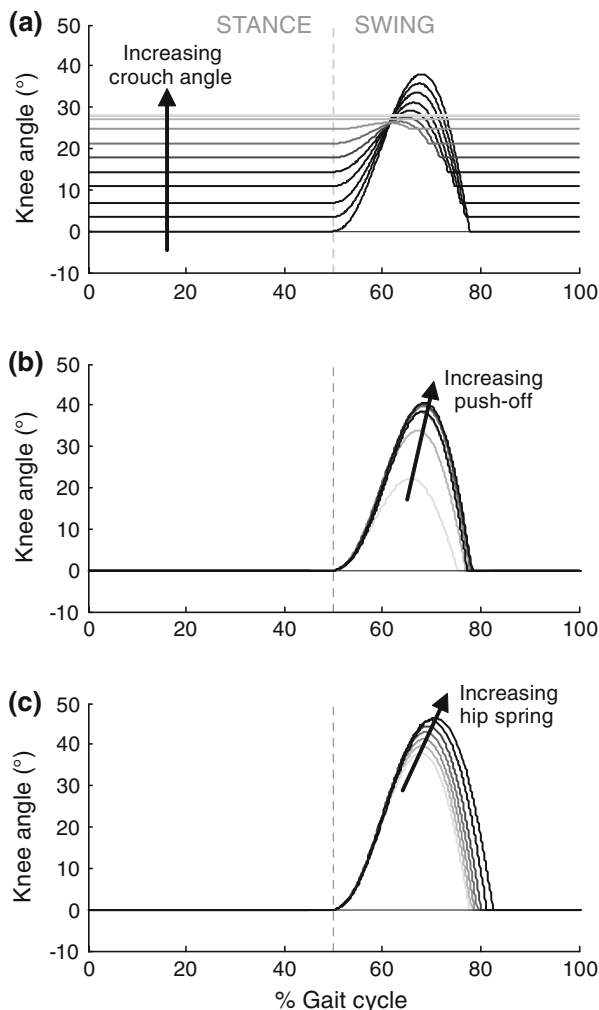 (a)
STANCE SWING
Increasing
crouch angle
Knee angle (°)
50
40
30
20
10
0
-10
0 20 40 60 80 100
(b)
Increasing
push-off
Knee angle (°)
50
40
30
20
10
0
-10
0 20 40 60 80 100
(c)
Increasing
hip spring
Knee angle (°)
50
40
30
20
10
0
-10
0 20 40 60 80 100
% Gait cycle